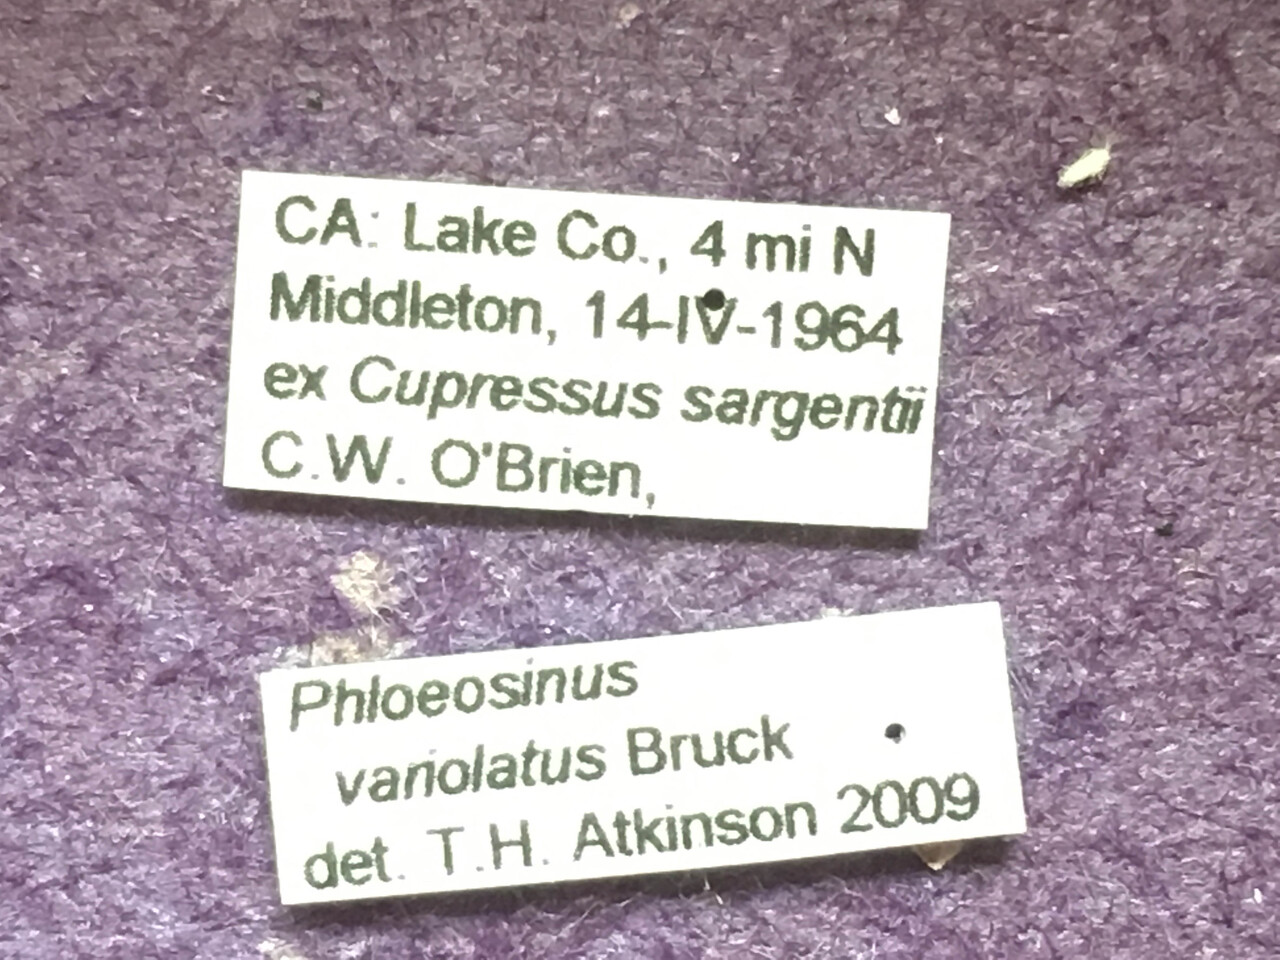 CA: Lake Co., 4 mi N
Middleton, 14-IV-1964
ex Cupressus sargentii
C.W. O'Brien,
Phloeosinus
variolatus Bruck
det. T.H. Atkinson 2009